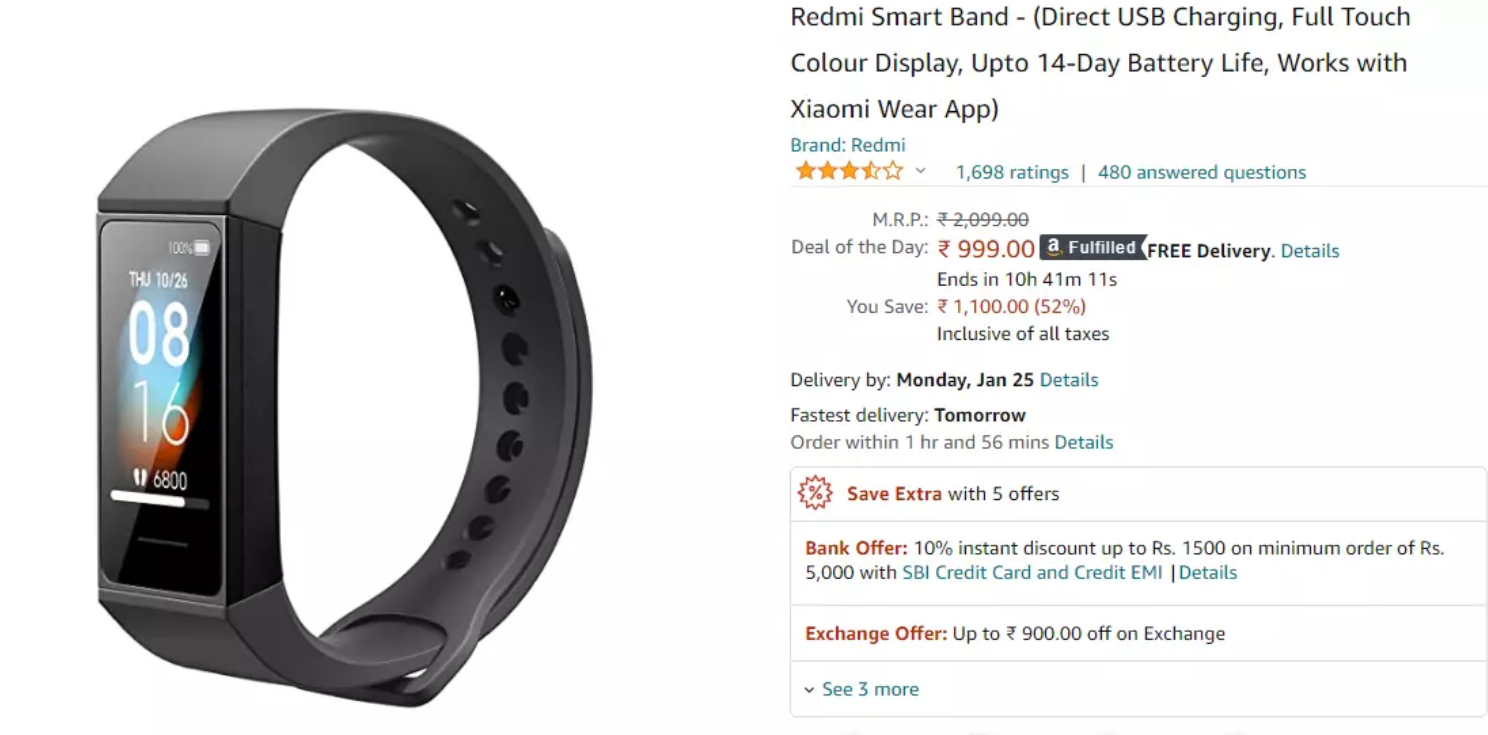 Redmi Smart Band - (Direct USB Charging, Full Touch
Colour Display, Upto 14-Day Battery Life, Works with
Xiaomi Wear App)
Brand: Redmi
1,698 ratings | 480 answered questions
M.R.P.: ₹ 2,099.00
Deal of the Day: ₹ 999.00 a Fulfilled FREE Delivery. Details
Ends in 10h 41m 11s
You Save: ₹ 1,100.00 (52%)
Inclusive of all taxes
Delivery by: Monday, Jan 25 Details
Fastest delivery: Tomorrow
Order within 1 hr and 56 mins Details
% Save Extra with 5 offers
Bank Offer: 10% instant discount up to Rs. 1500 on minimum order of Rs.
5,000 with SBI Credit Card and Credit EMI | Details
Exchange Offer: Up to ₹ 900.00 off on Exchange
See 3 more
100%
THU 10/26
08
16
6800